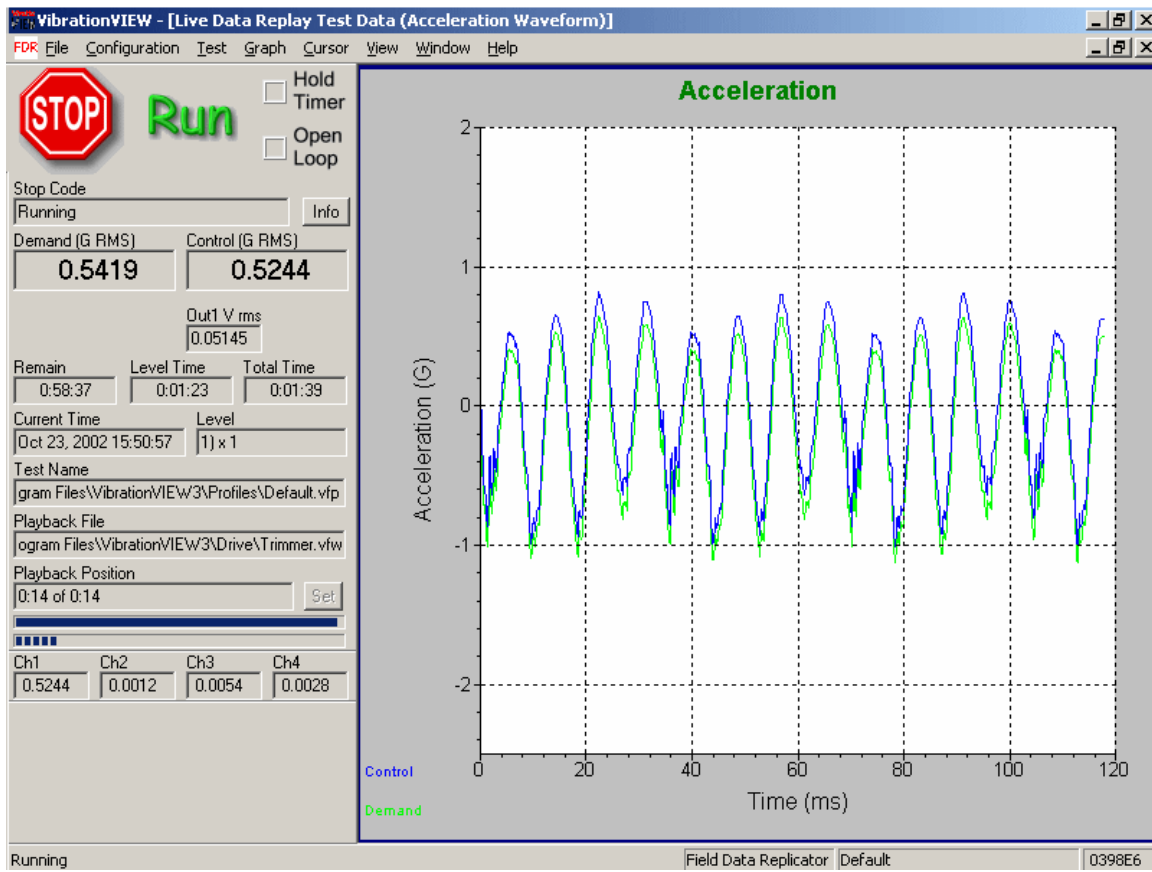 VibrationVIEW - [Live Data Replay Test Data (Acceleration Waveform)]
FDR File Configuration Test Graph Cursor View Window Help
STOP
Run
Hold Timer
Open Loop
Stop Code
Running
Info
Demand (G RMS) Control (G RMS)
0.5419 0.5244
Out1 V rms
0.05145
Remain Level Time Total Time
0:58:37 0:01:23 0:01:39
Current Time Level
Oct 23, 2002 15:50:57 1) x 1
Test Name
gram Files\VibrationVIEW3\Profiles\Default.vfp
Playback File
ogram Files\VibrationVIEW3\Drive\Trimmer.vfw
Playback Position
0:14 of 0:14 Set
Ch1 Ch2 Ch3 Ch4
0.5244 0.0012 0.0054 0.0028
Acceleration
Acceleration (G)
2
1
0
-1
-2
0 20 40 60 80 100 120
Time (ms)
Control
Demand
Running Field Data Replicator Default 0398E6